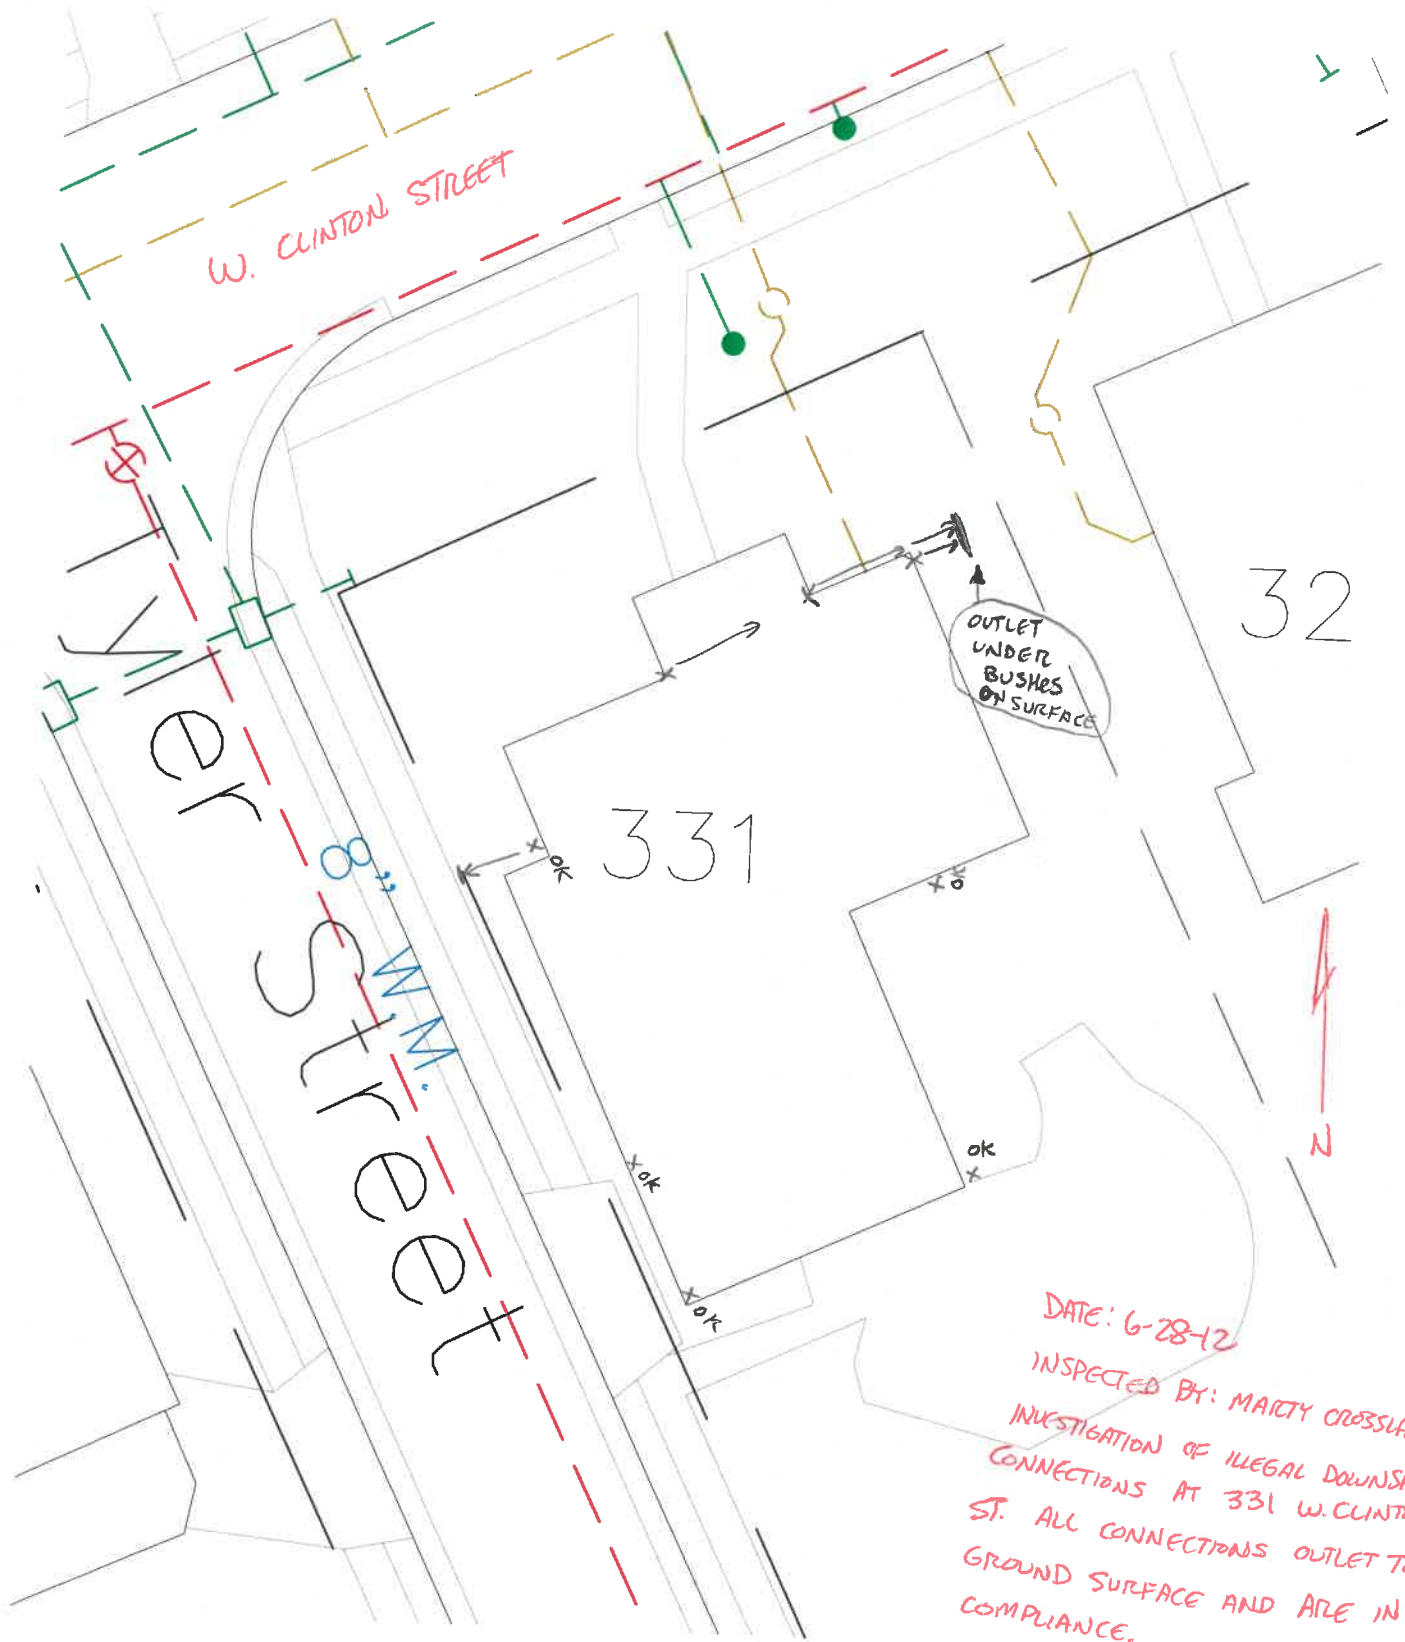 W. CLINTON STREET
er Street
8" W.M.
331
32
OUTLET
UNDER
BUSHES
ON SURFACE
OK
OK
OK
OK
OK
N
DATE: 6-28-12
INSPECTED BY: MARTY
INVESTIGATION OF ILLEGAL
CONNECTIONS AT 331 W.
ST. ALL CONNECTIONS OUTLET
GROUND SURFACE AND ARE IN
COMPLIANCE.